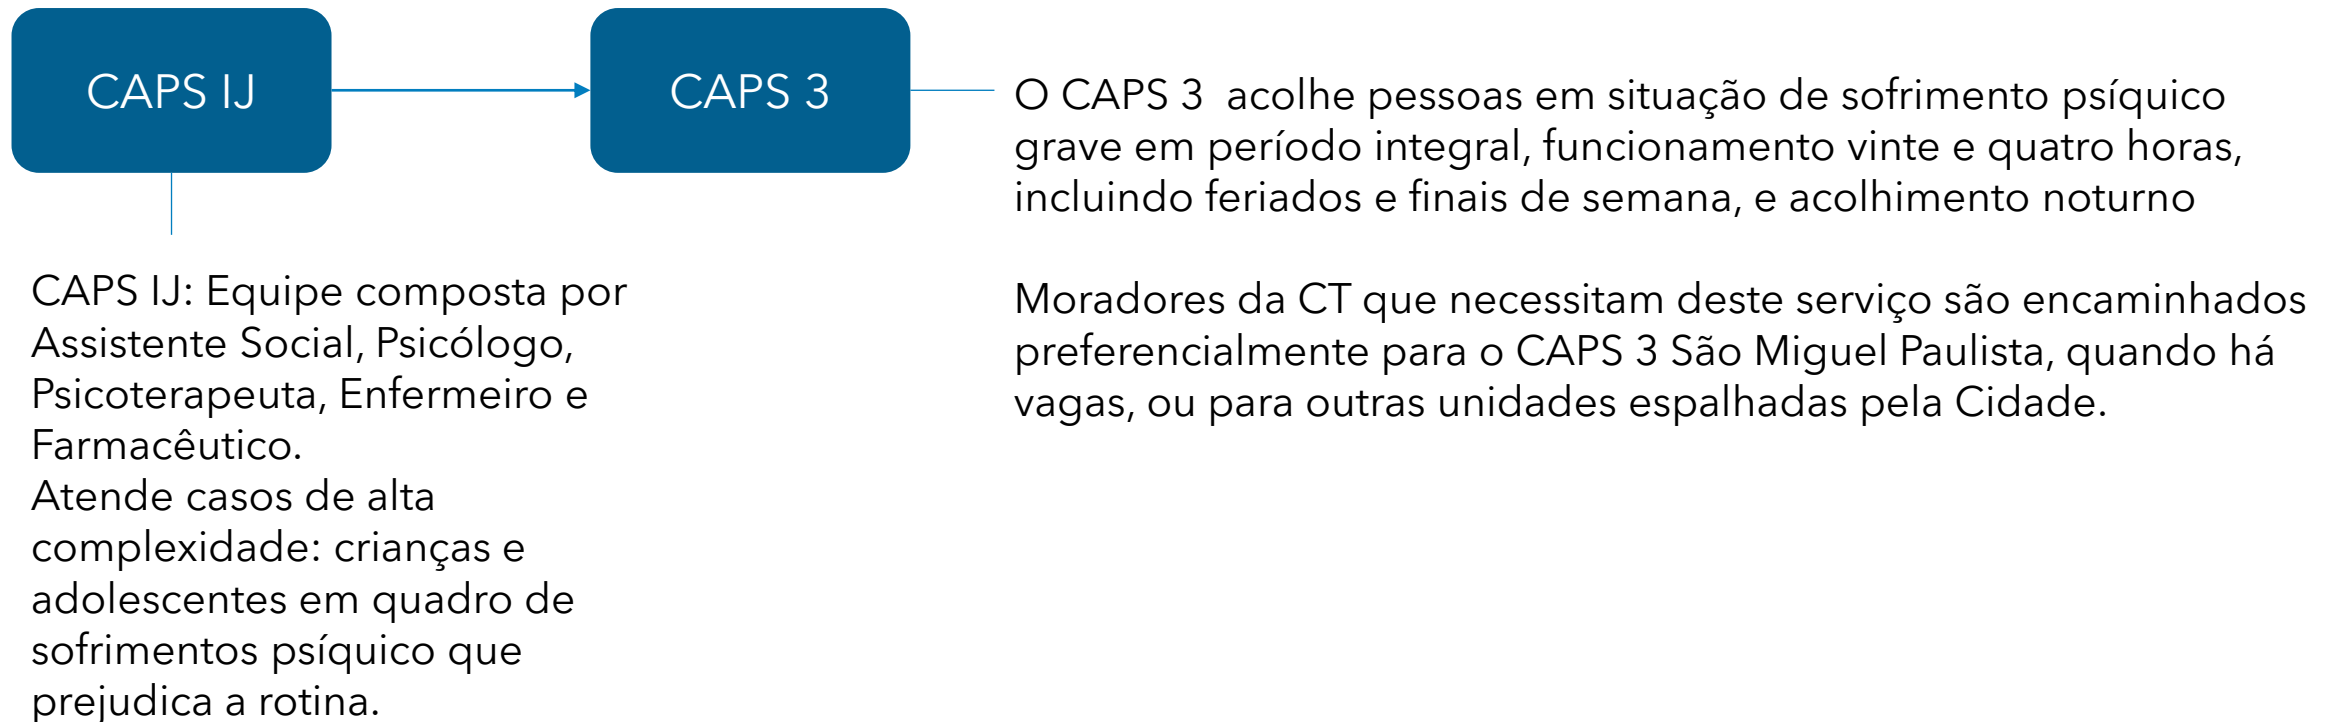 CAPS IJ
CAPS 3
O CAPS 3  acolhe pessoas em situação de sofrimento psíquico
grave em período integral, funcionamento vinte e quatro horas,
incluindo feriados e finais de semana, e acolhimento noturno
Moradores da CT que necessitam deste serviço são encaminhados
preferencialmente para o CAPS 3 São Miguel Paulista, quando há
vagas, ou para outras unidades espalhadas pela Cidade.
CAPS IJ: Equipe composta por
Assistente Social, Psicólogo,
Psicoterapeuta, Enfermeiro e
Farmacêutico.
Atende casos de alta
complexidade: crianças e
adolescentes em quadro de
sofrimentos psíquico que
prejudica a rotina.